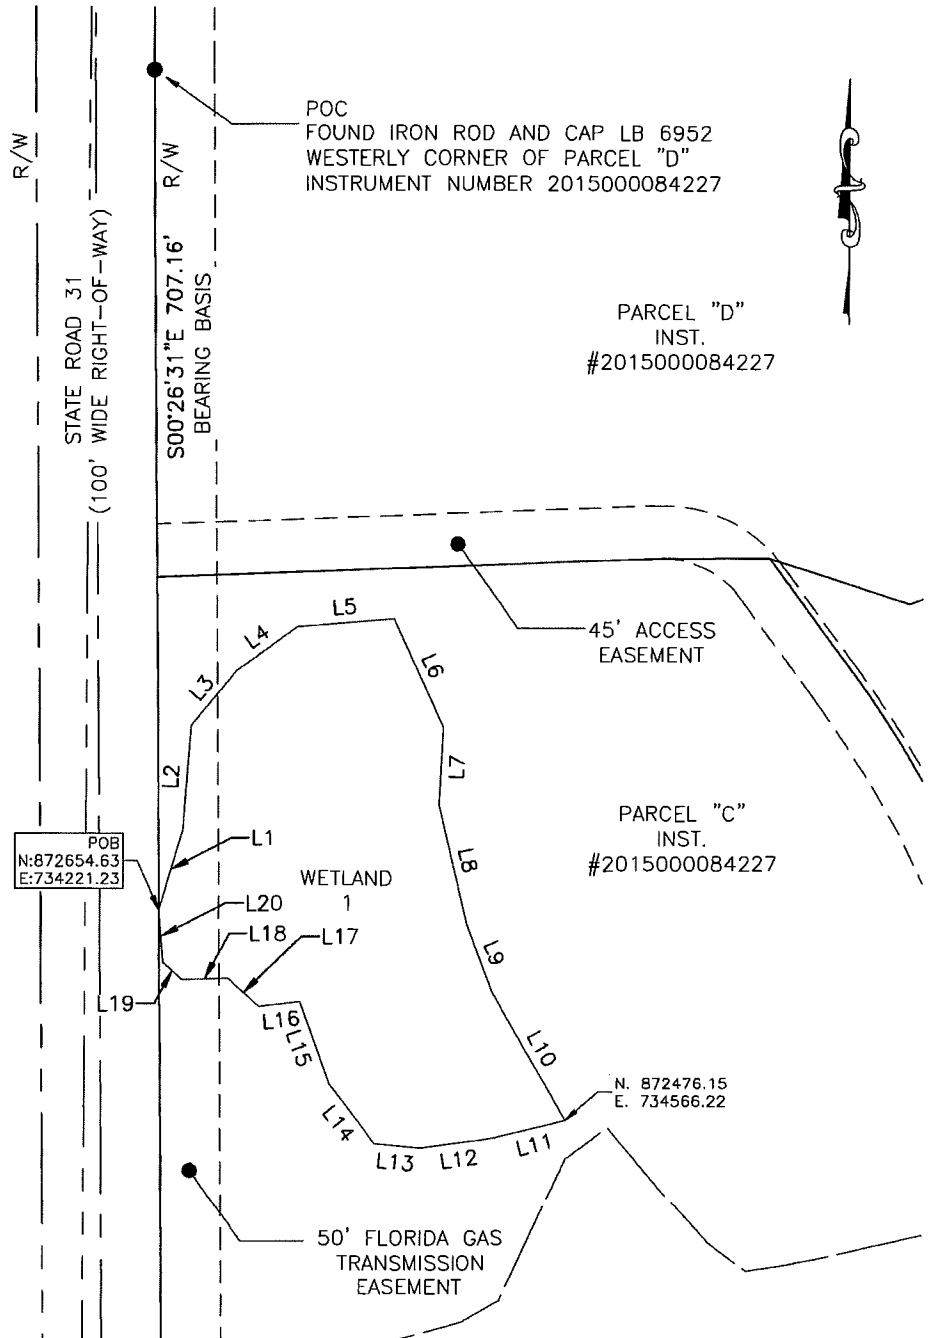 POC
FOUND IRON ROD AND CAP LB 6952
WESTERLY CORNER OF PARCEL "D"
INSTRUMENT NUMBER 2015000084227
R/W
R/W
STATE ROAD 31
(100' WIDE RIGHT-OF-WAY)
S00°26'31"E 707.16'
BEARING BASIS
PARCEL "D"
INST.
#2015000084227
45' ACCESS
EASEMENT
L5
L4
L3
L6
L2
L7
PARCEL "C"
INST.
#2015000084227
POB
N:872654.63
E:734221.23
L1
WETLAND
1
L8
L20
L18
L17
L9
L19
L16
L15
L10
N. 872476.15
E. 734566.22
L14
L13
L12
L11
50' FLORIDA GAS
TRANSMISSION
EASEMENT